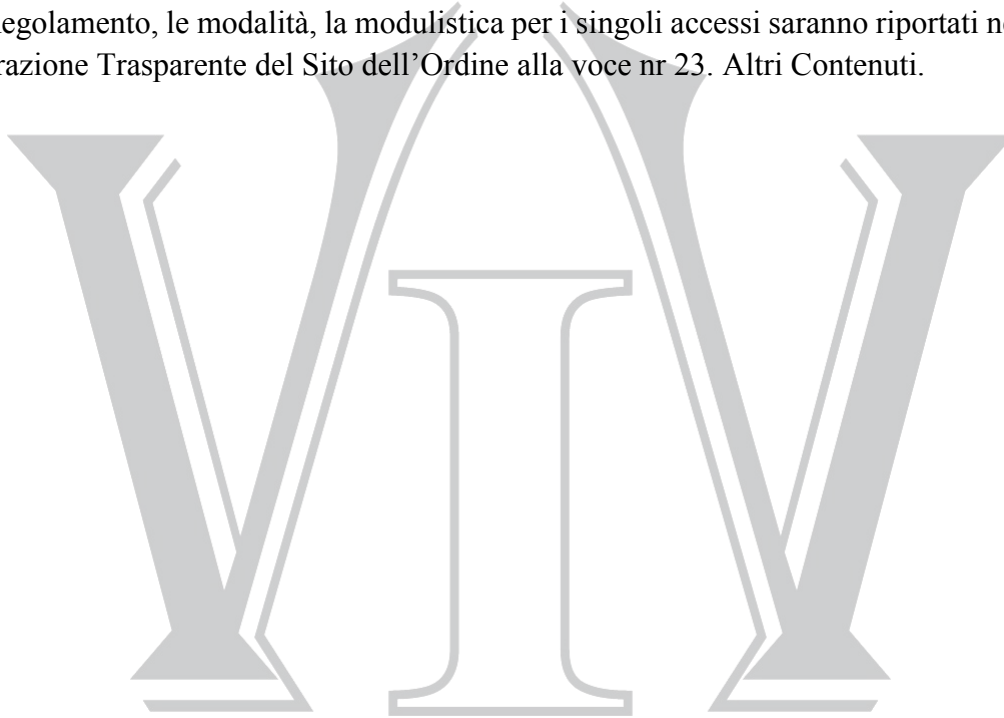 egolamento, le modalità, la modulistica per i singoli accessi saranno riportati n
razione Trasparente del Sito dell’Ordine alla voce nr 23. Altri Contenuti.